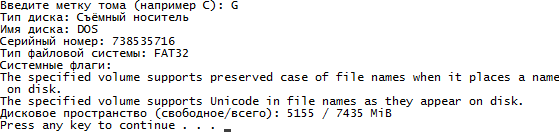 Введите метку тома (например C): G
Тип диска: Съёмный носитель
Имя диска: DOS
Серийный номер: 738535716
Тип файловой системы: FAT32
Системные флаги:
The specified volume supports preserved case of file names when it places a name
 on disk.
The specified volume supports Unicode in file names as they appear on disk.
Дисковое пространство (свободное/всего): 5155 / 7435 MiB
Press any key to continue . . .